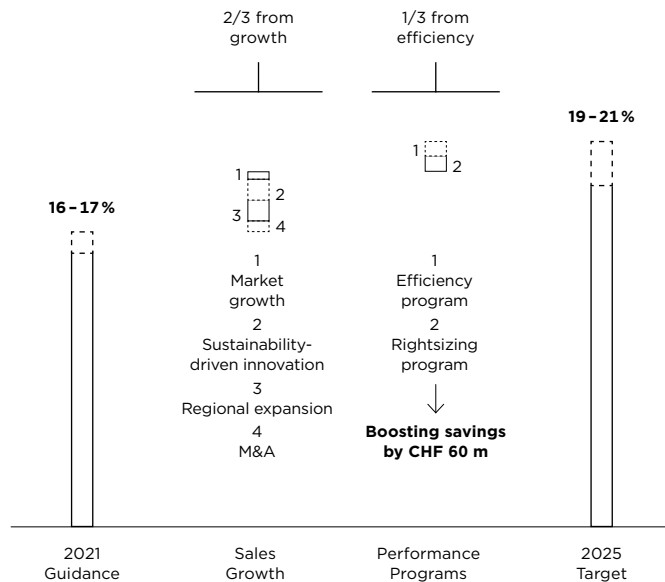 2/3 from
growth
1/3 from
efficiency
16 – 17 %
1
2
3
4
1
2
19 – 21 %
1
Market
growth
2
Sustainability-
driven innovation
3
Regional expansion
4
M&A
1
Efficiency
program
2
Rightsizing
program
Boosting savings
by CHF 60 m
2021
Guidance
Sales
Growth
Performance
Programs
2025
Target